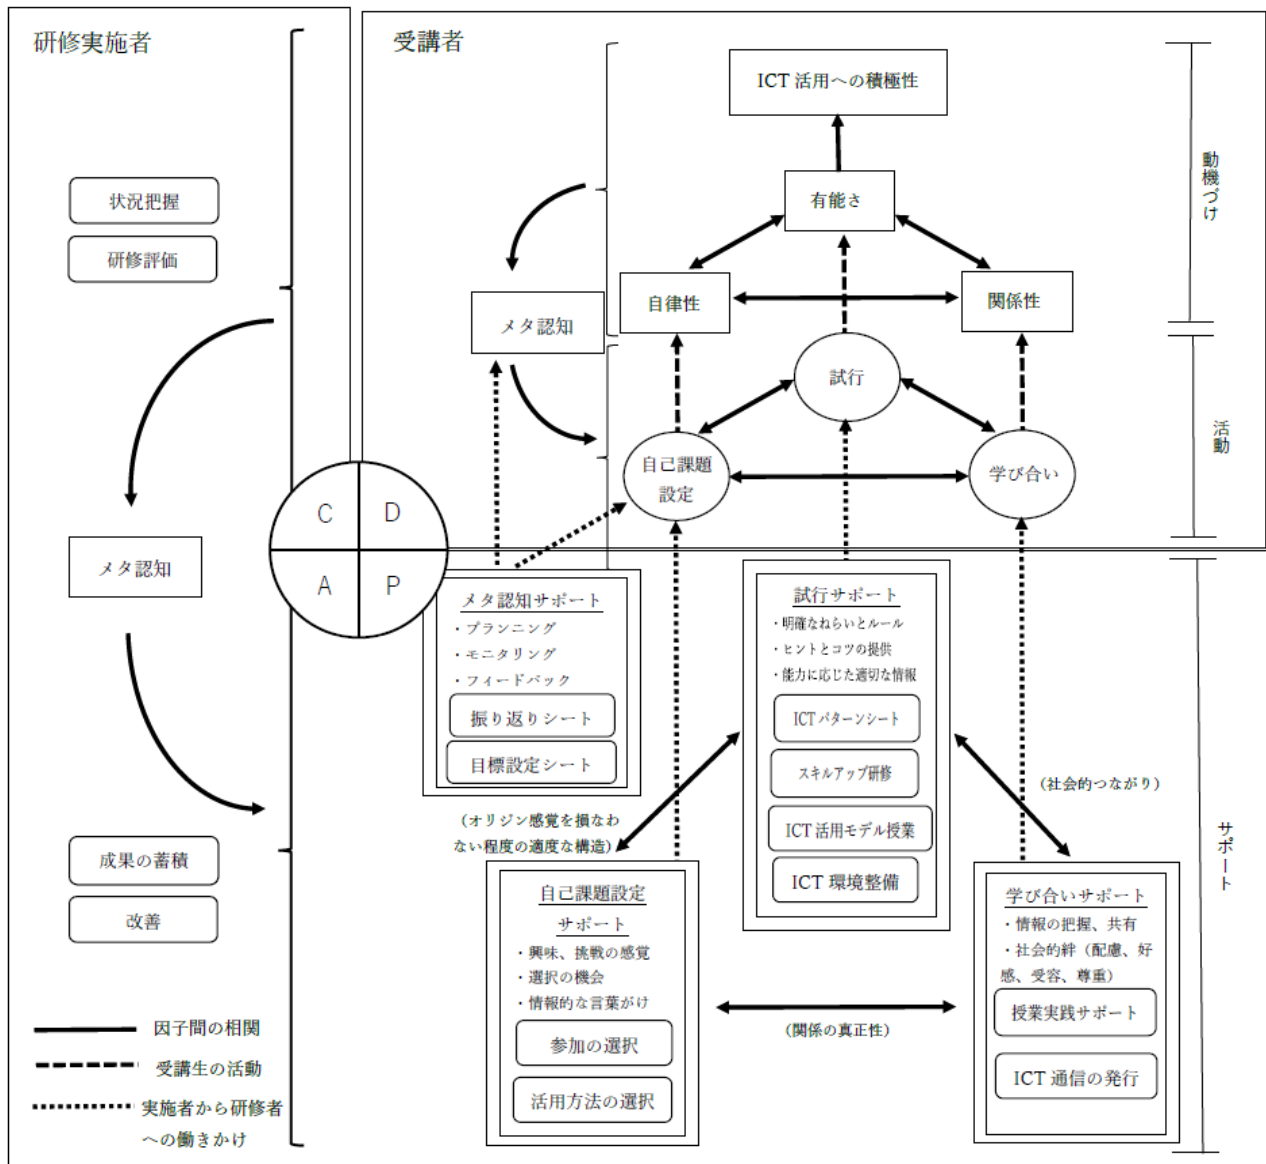 研修実施者
状況把握
研修評価
メタ認知
成果の蓄積
改善
因子間の相関
受講生の活動
実施者から研修者
への働きかけ
C
D
A
P
受講者
ICT 活用への積極性
有能さ
自律性
関係性
メタ認知
試行
自己課題
設定
学び合い
動機づけ
活動
サポート
メタ認知サポート
・プランニング
・モニタリング
・フィードバック
振り返りシート
目標設定シート
試行サポート
・明確なねらいとルール
・ヒントとコツの提供
・能力に応じた適切な情報
ICT パターンシート
スキルアップ研修
ICT 活用モデル授業
ICT 環境整備
(オリジン感覚を損なわ
ない程度の適度な構造)
(社会的つながり)
(関係の真正性)
自己課題設定
サポート
・興味、挑戦の感覚
・選択の機会
・情報的な言葉がけ
参加の選択
活用方法の選択
学び合いサポート
・情報の把握、共有
・社会的絆（配慮、好
感、受容、尊重）
授業実践サポート
ICT 通信の発行